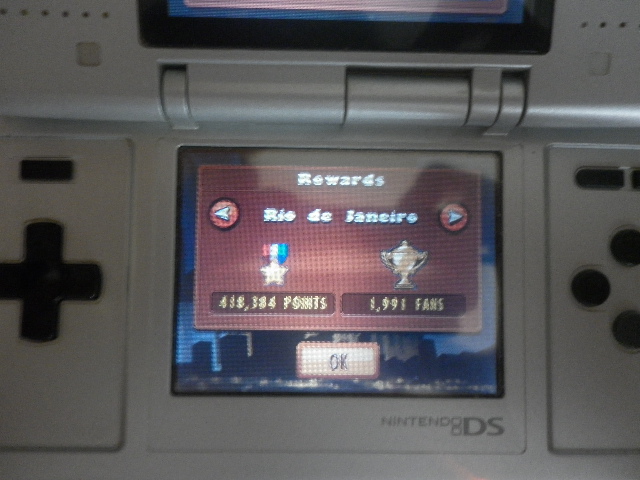 Rewards
Rio de Janeiro
418,384 POINTS
1,991 FANS
OK
NINTENDO DS